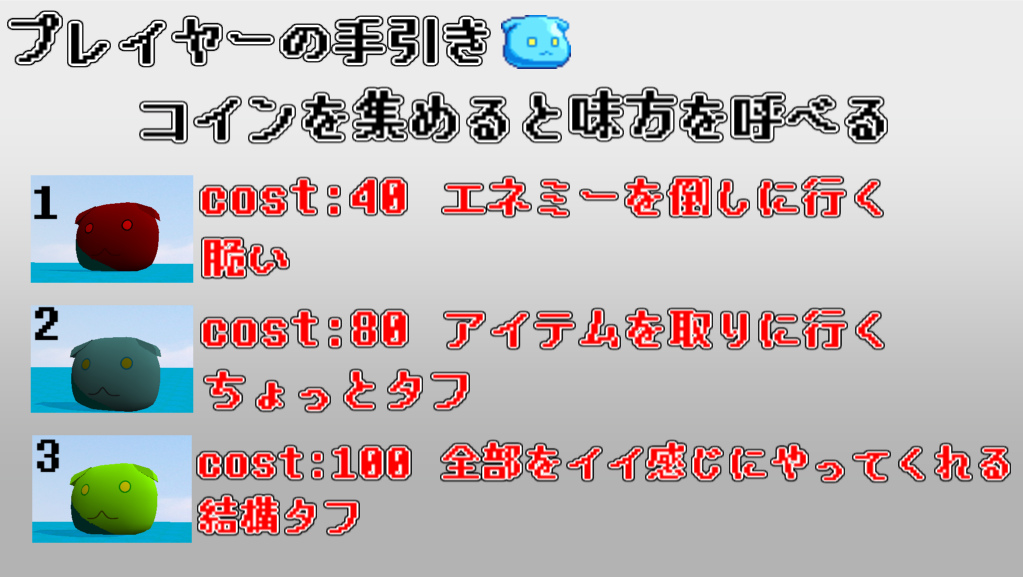 プレイヤーの手引き
コインを集めると味方を呼べる
1
cost:40 エネミーを倒しに行く
脆い
2
cost:80 アイテムを取りに行く
ちょっとタフ
3
cost:100 全部をイイ感じにやってくれる
結構タフ